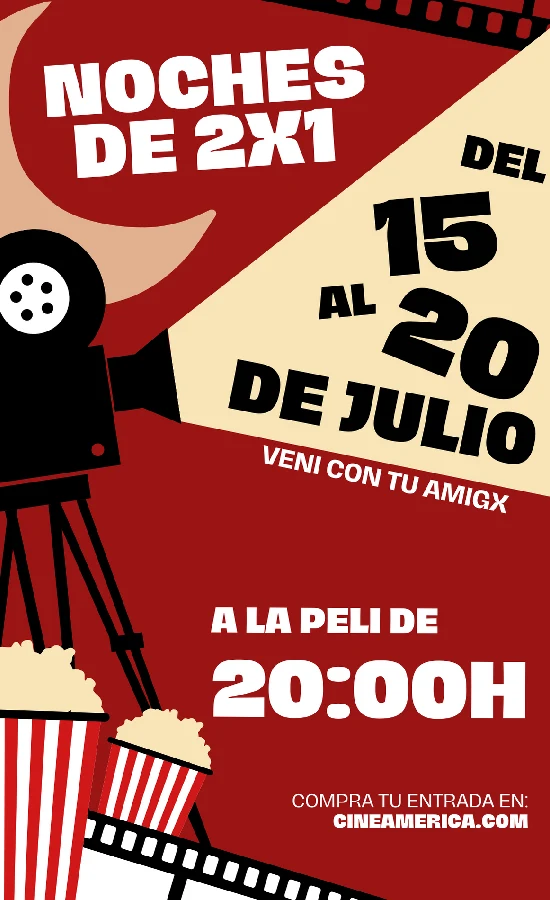 NOCHES
DE 2X1
DEL
15
AL
20
DE JULIO
VENI CON TU AMIGX
A LA PELI DE
20:00H
COMPRA TU ENTRADA EN:
CINEAMERICA.COM